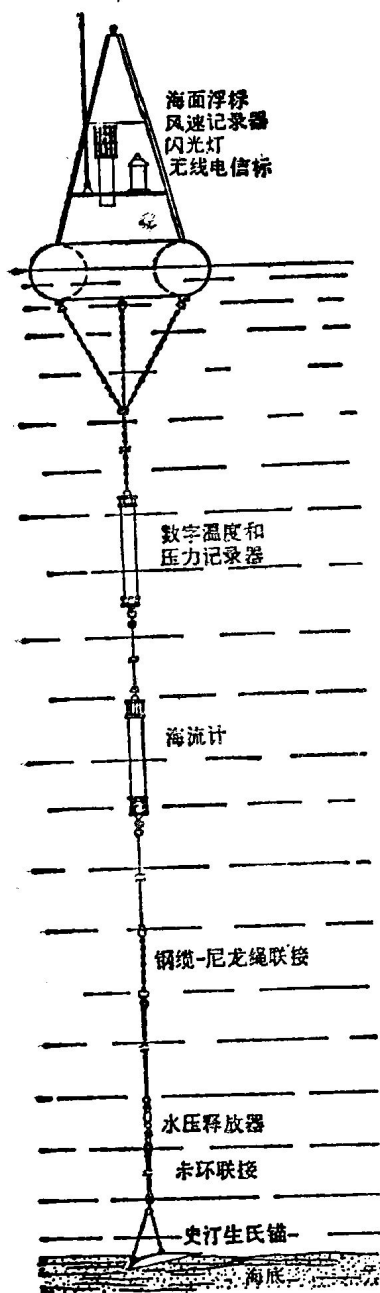 海面浮标
风速记录器
闪光灯
无线电信标
数字温度和
压力记录器
海流计
钢缆-尼龙绳联接
水压释放器
末环联接
史汀生氏锚
海底